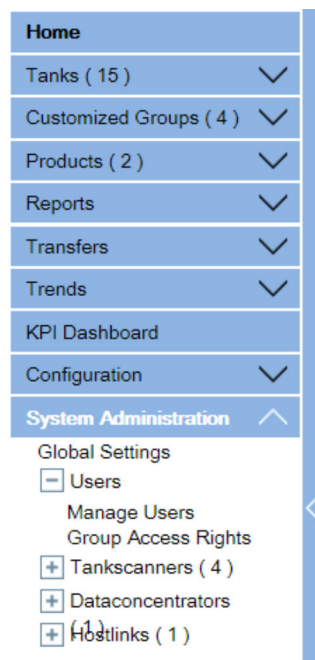 Home
Tanks ( 15 )
Customized Groups ( 4 )
Products ( 2 )
Reports
Transfers
Trends
KPI Dashboard
Configuration
System Administration
Global Settings
Users
Manage Users
Group Access Rights
Tankscanners ( 4 )
Dataconcentrators
( 1 )
Hostlinks ( 1 )